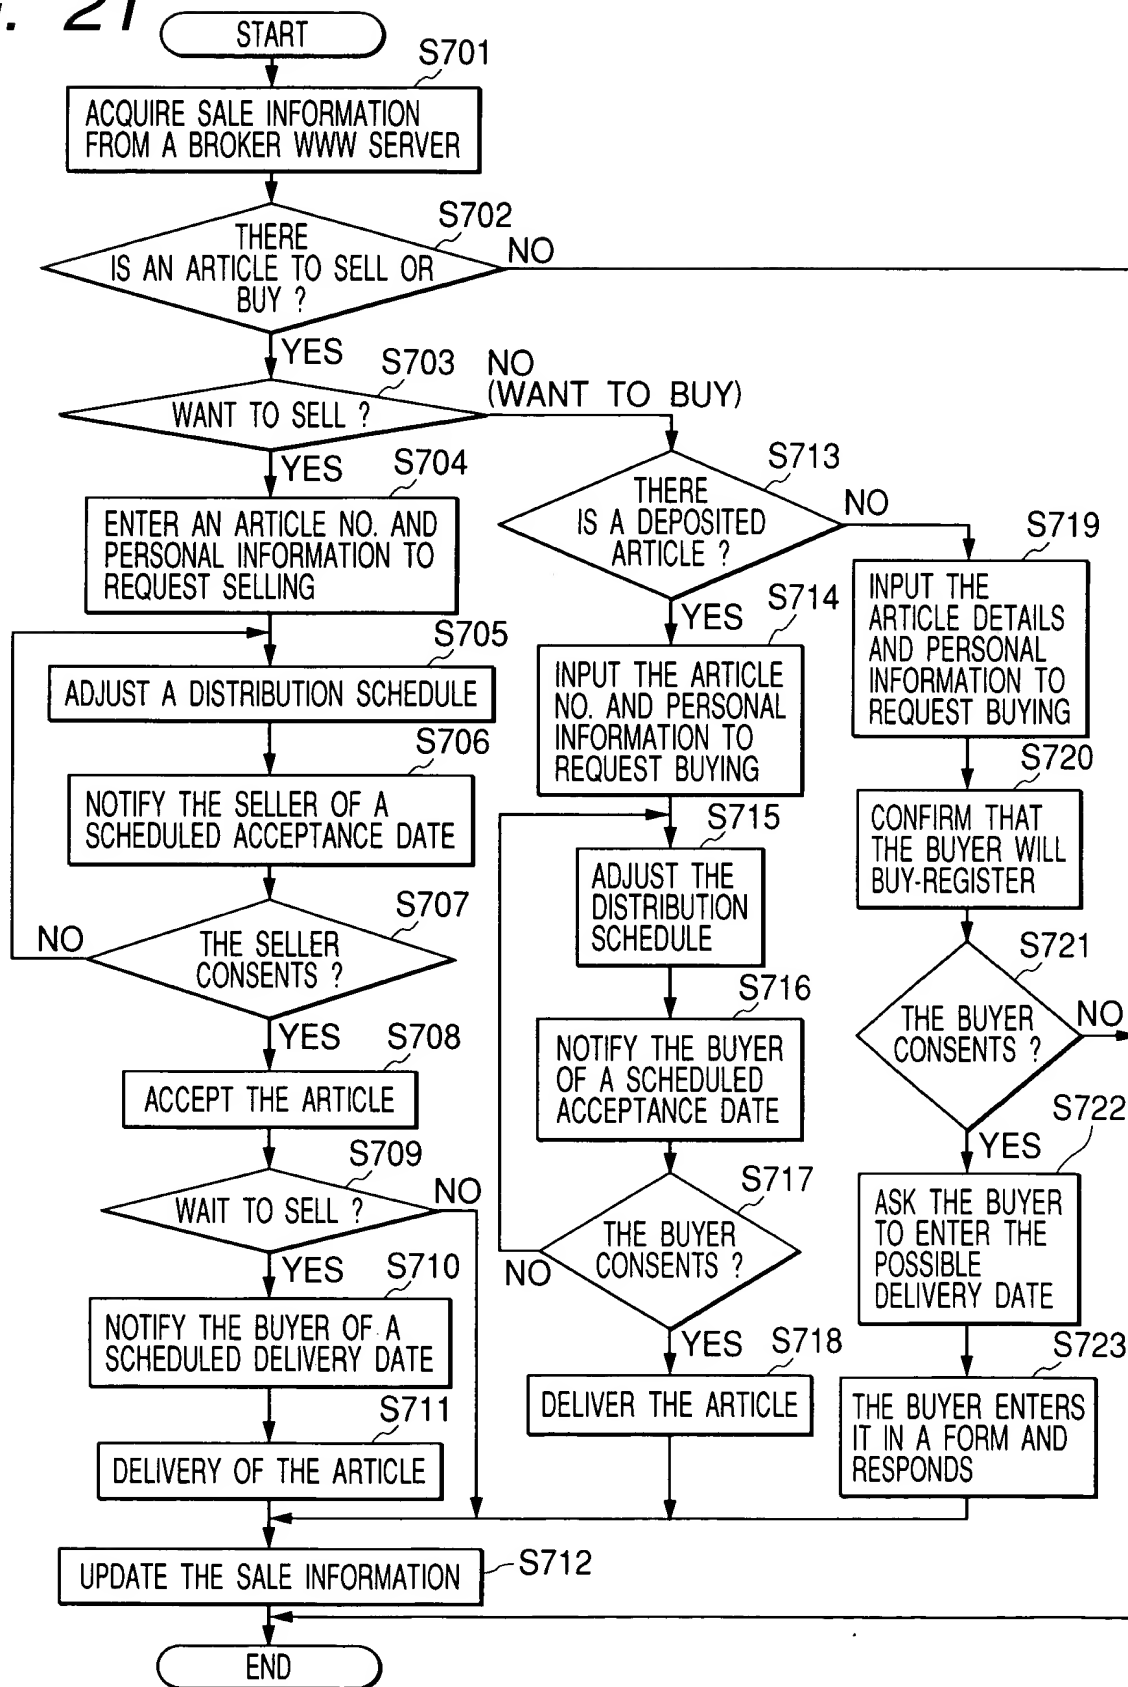 . 21
START
S701
ACQUIRE SALE INFORMATION
FROM A BROKER WWW SERVER
S702
THERE
IS AN ARTICLE TO SELL OR
BUY ?
NO
YES
S703
WANT TO SELL ?
NO
(WANT TO BUY)
YES
S704
ENTER AN ARTICLE NO. AND
PERSONAL INFORMATION TO
REQUEST SELLING
S705
ADJUST A DISTRIBUTION SCHEDULE
S706
NOTIFY THE SELLER OF A
SCHEDULED ACCEPTANCE DATE
S707
THE SELLER
CONSENTS ?
NO
YES
S708
ACCEPT THE ARTICLE
S709
WAIT TO SELL ?
NO
YES
S710
NOTIFY THE BUYER OF A
SCHEDULED DELIVERY DATE
S711
DELIVERY OF THE ARTICLE
S712
UPDATE THE SALE INFORMATION
END
S713
THERE
IS A DEPOSITED
ARTICLE ?
NO
YES
S714
INPUT THE ARTICLE
NO. AND PERSONAL
INFORMATION TO
REQUEST BUYING
S715
ADJUST THE
DISTRIBUTION
SCHEDULE
S716
NOTIFY THE BUYER
OF A SCHEDULED
ACCEPTANCE DATE
S717
THE BUYER
CONSENTS ?
NO
YES
S718
DELIVER THE ARTICLE
S719
INPUT THE
ARTICLE DETAILS
AND PERSONAL
INFORMATION TO
REQUEST BUYING
S720
CONFIRM THAT
THE BUYER WILL
BUY-REGISTER
S721
THE BUYER
CONSENTS ?
NO
YES
S722
ASK THE BUYER
TO ENTER THE
POSSIBLE
DELIVERY DATE
S723
THE BUYER ENTERS
IT IN A FORM AND
RESPONDS